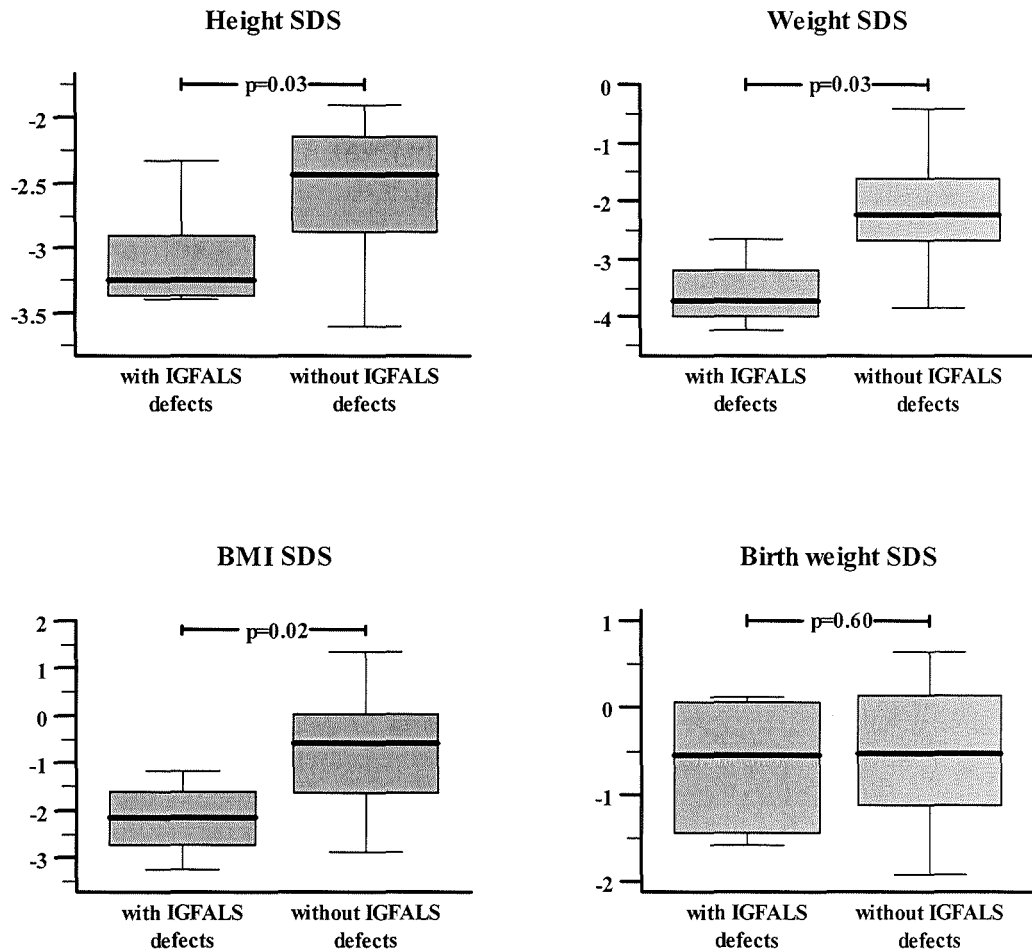 Height SDS
p=0.03
-2
-2.5
-3
-3.5
with IGFALS defects
without IGFALS defects
Weight SDS
p=0.03
0
-1
-2
-3
-4
with IGFALS defects
without IGFALS defects
BMI SDS
p=0.02
2
1
0
-1
-2
-3
with IGFALS defects
without IGFALS defects
Birth weight SDS
p=0.60
1
0
-1
-2
with IGFALS defects
without IGFALS defects